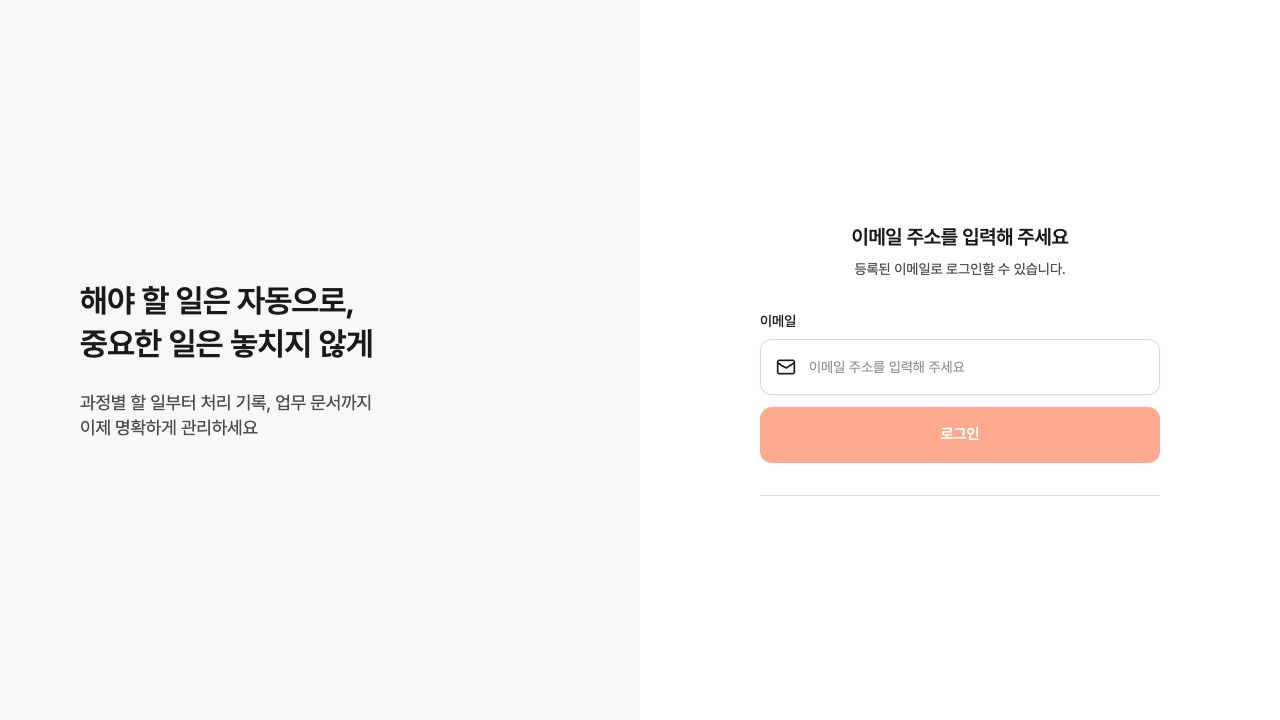 해야 할 일은 자동으로,
중요한 일은 놓치지 않게
과정별 할 일부터 처리 기록, 업무 문서까지
이제 명확하게 관리하세요
이메일 주소를 입력해 주세요
등록된 이메일로 로그인할 수 있습니다.
이메일
이메일 주소를 입력해 주세요
로그인